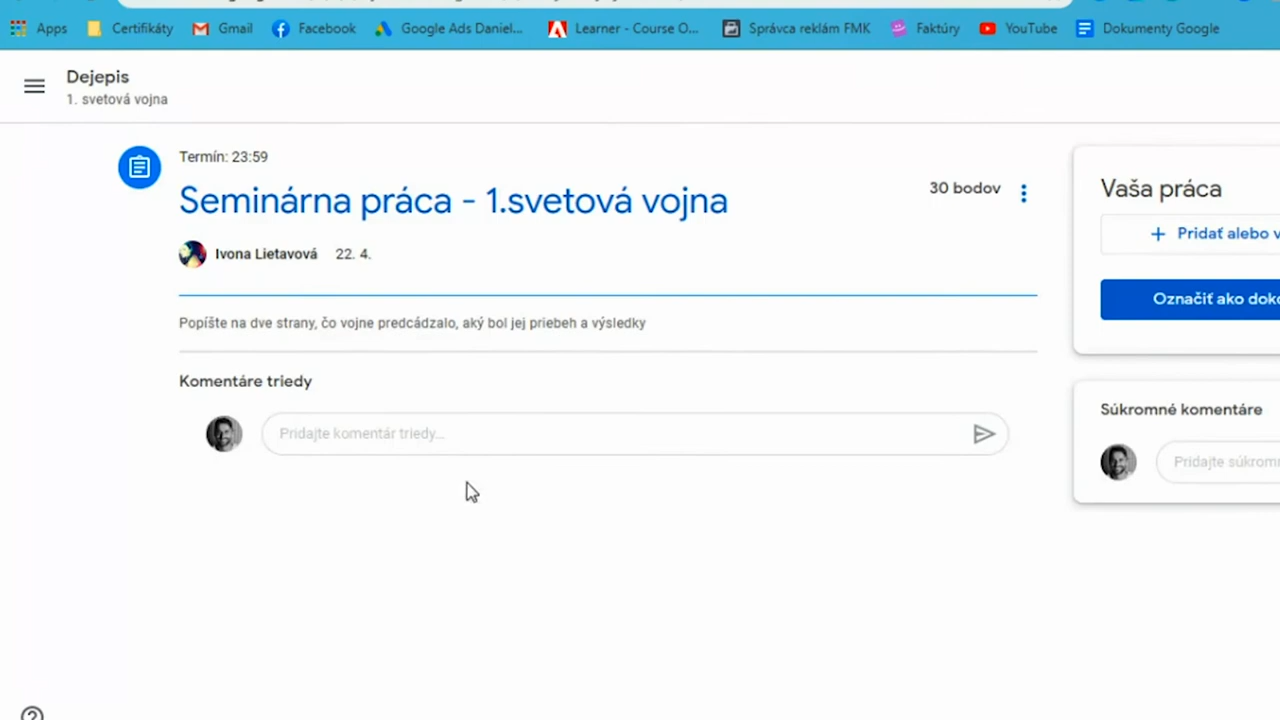 Apps Certifikáty Gmail Facebook Google Ads Daniel... Learner - Course O... Správca reklám FMK Faktúry YouTube Dokumenty Google
Dejepis
1. svetová vojna
Termín: 23:59
Seminárna práca - 1.svetová vojna
30 bodov
Ivona Lietavová 22. 4.
Popíšte na dve strany, čo vojne predcádzalo, aký bol jej priebeh a výsledky
Komentáre triedy
Pridajte komentár triedy...
Vaša práca
+ Pridať alebo v
Označiť ako doko
Súkromné komentáre
Pridajte súkrom